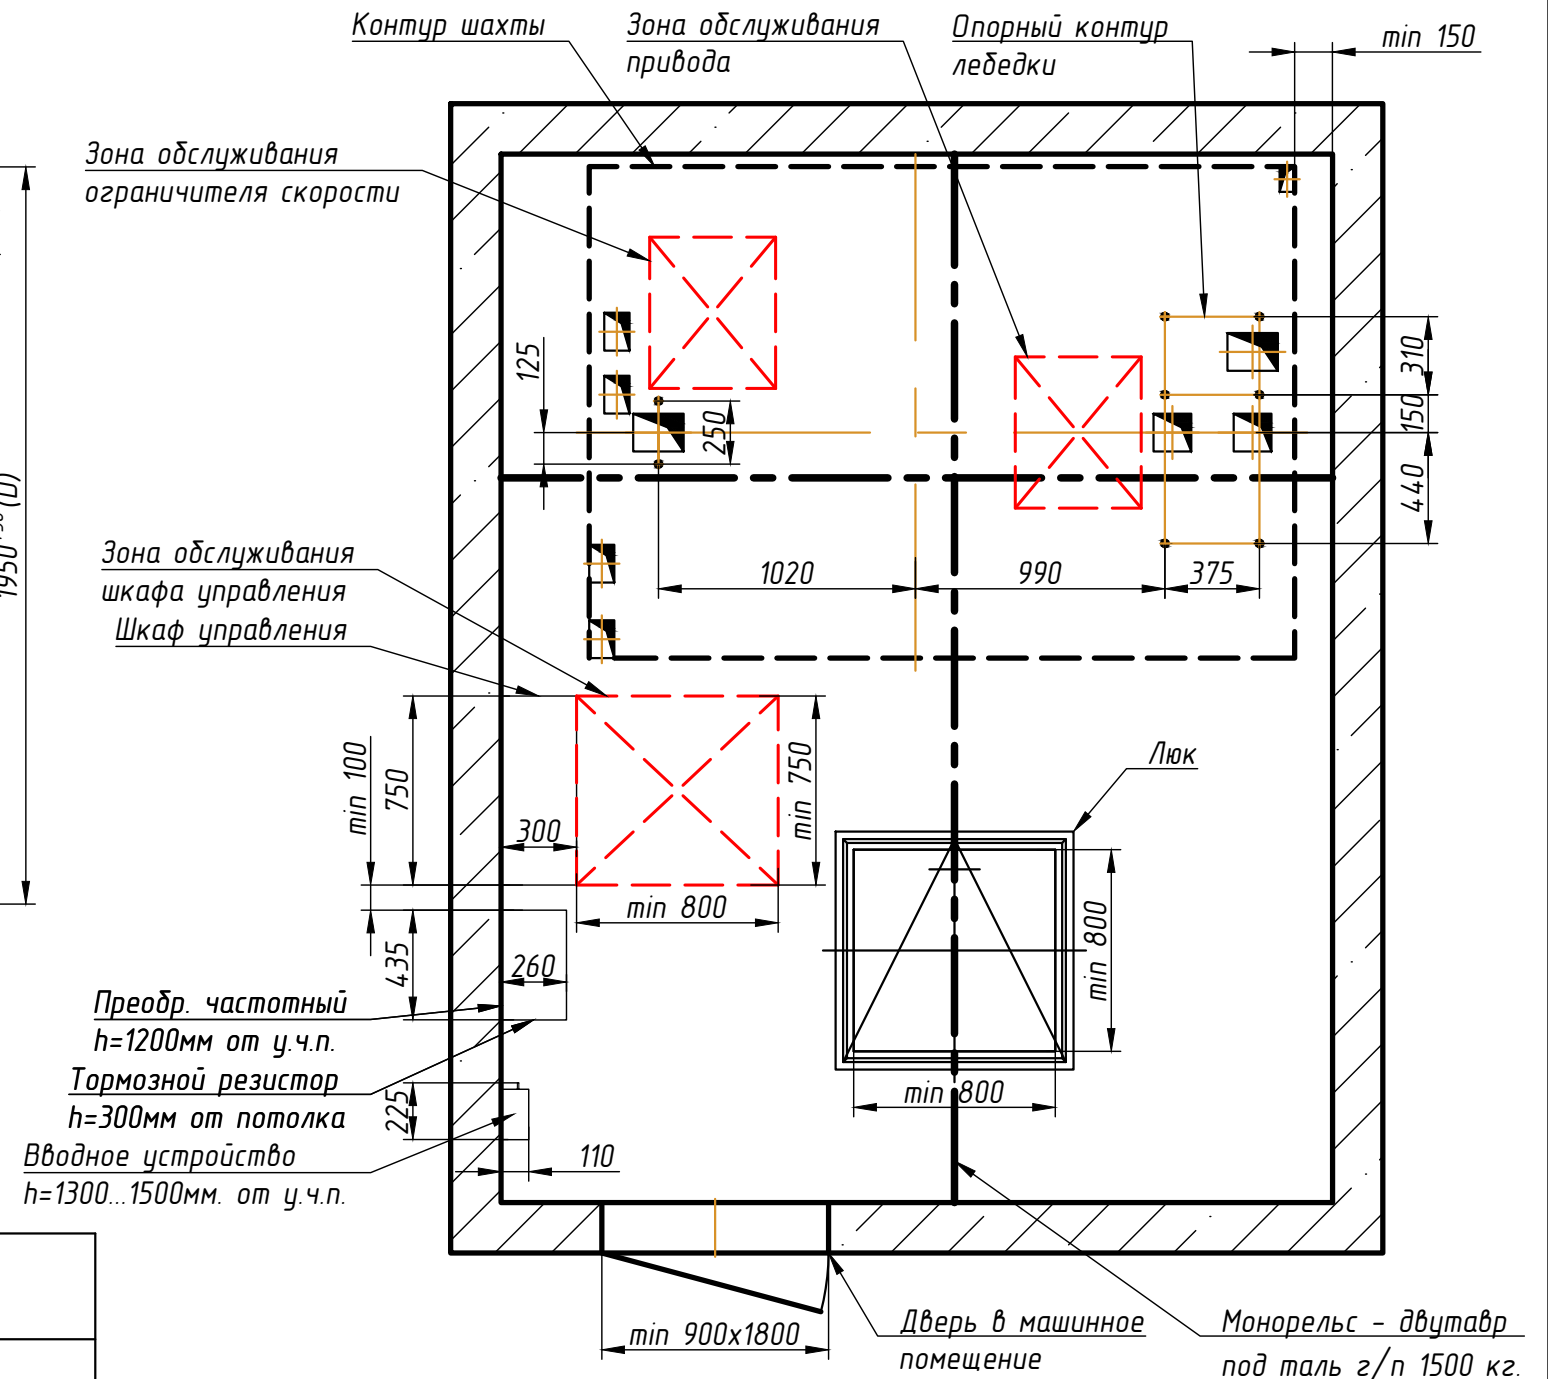 Контур шахты
Зона обслуживания
привода
Опорный контур
лебедки
min 150
Зона обслуживания
ограничителя скорости
125
250
310
150
440
1950⁺⁵⁰(D)
Зона обслуживания
шкафа управления
Шкаф управления
1020
990
375
min 100
750
300
min 750
min 800
Люк
min 800
min 800
435
260
Преобр. частотный
h=1200мм от у.ч.п.
Тормозной резистор
h=300мм от потолка
225
Вводное устройство
h=1300...1500мм. от у.ч.п.
110
min 900x1800
Дверь в машинное
помещение
Монорельс - двутавр
под таль г/п 1500 кг.